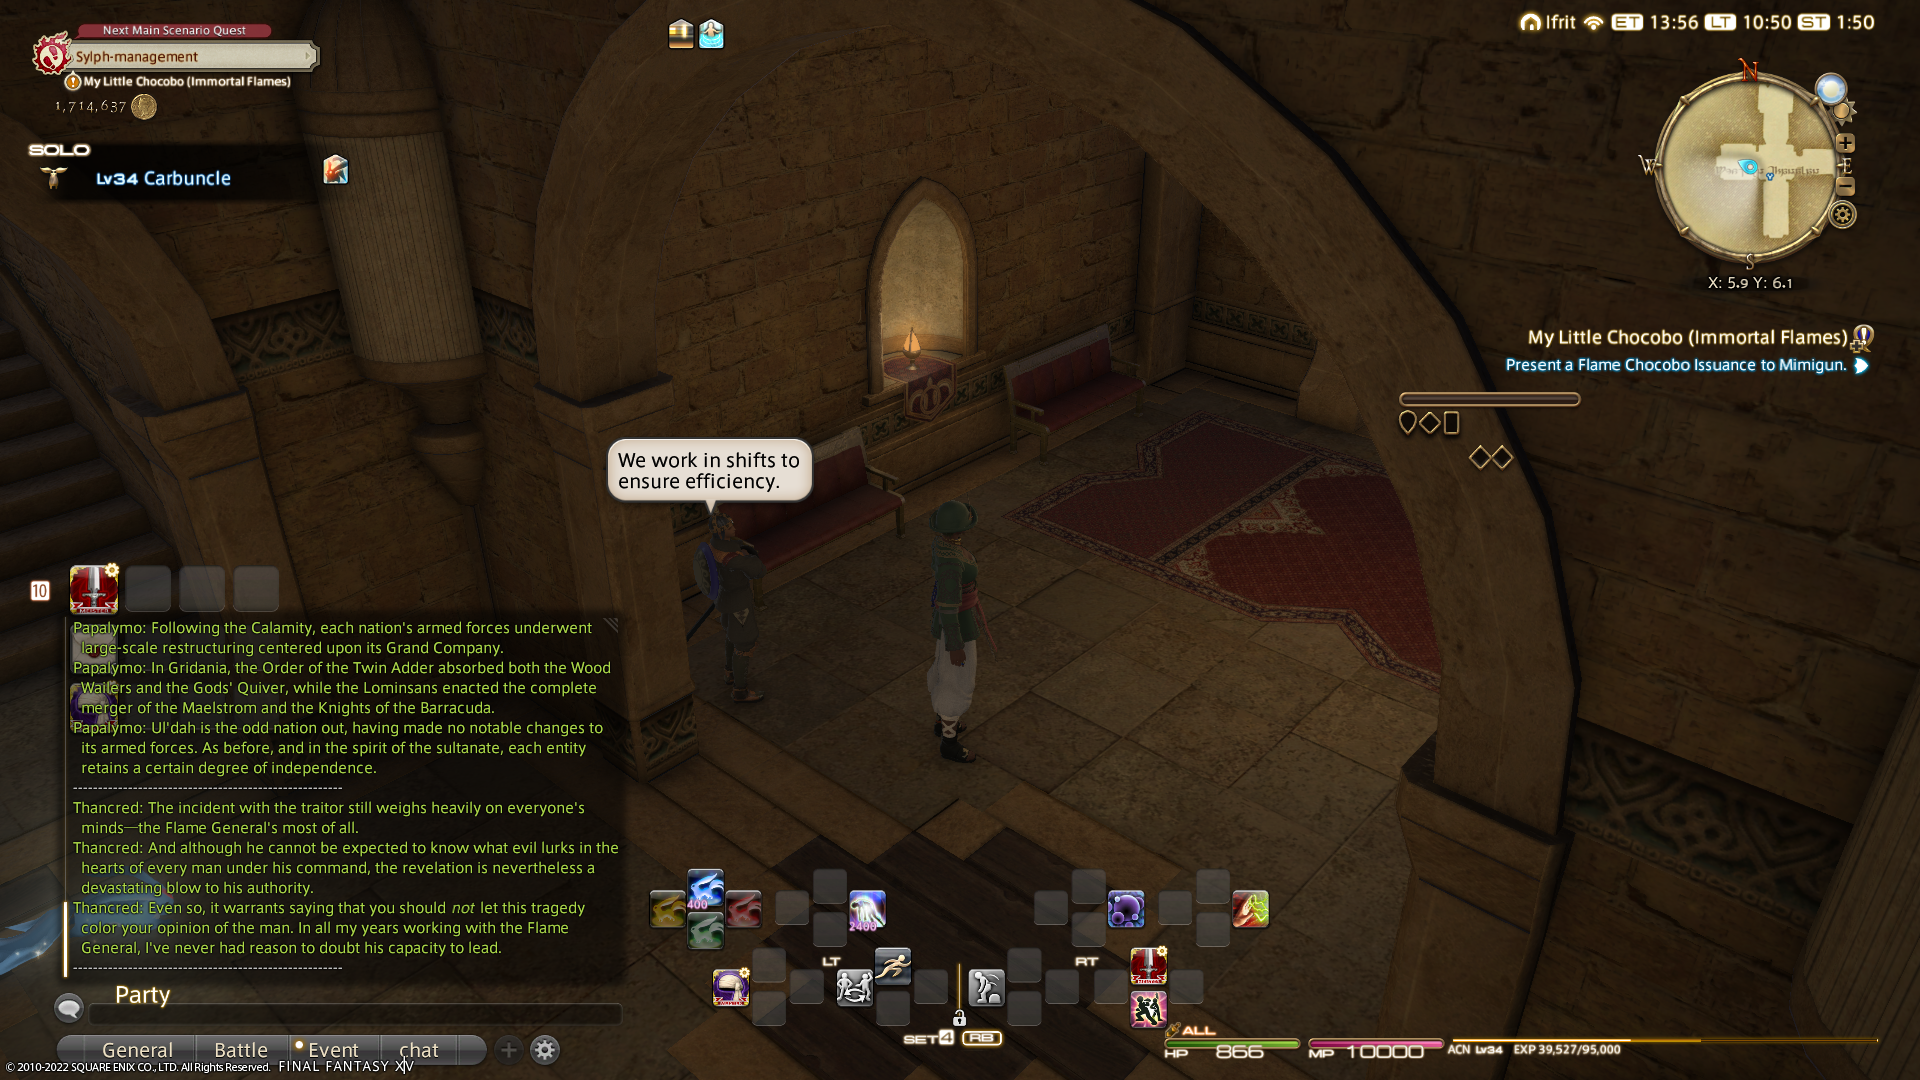 Next Main Scenario Quest
Sylph-management
My Little Chocobo (Immortal Flames)
1,714,637
SOLO
Lv34 Carbuncle
Ifrit ET 13:56 LT 10:50 ST 1:50
N
W
E
S
X: 5.9 Y: 6.1
My Little Chocobo (Immortal Flames)
Present a Flame Chocobo Issuance to Mimigun.
We work in shifts to
ensure efficiency.
10
Papalymo: Following the Calamity, each nation's armed forces underwent
large-scale restructuring centered upon its Grand Company.
Papalymo: In Gridania, the Order of the Twin Adder absorbed both the Wood
Wailers and the Gods' Quiver, while the Lominsans enacted the complete
merger of the Maelstrom and the Knights of the Barracuda.
Papalymo: Ul'dah is the odd nation out, having made no notable changes to
its armed forces. As before, and in the spirit of the sultanate, each entity
retains a certain degree of independence.
------------------------------------------------------
Thancred: The incident with the traitor still weighs heavily on everyone's
minds—the Flame General's most of all.
Thancred: And although he cannot be expected to know what evil lurks in the
hearts of every man under his command, the revelation is nevertheless a
devastating blow to his authority.
Thancred: Even so, it warrants saying that you should not let this tragedy
color your opinion of the man. In all my years working with the Flame
General, I've never had reason to doubt his capacity to lead.
------------------------------------------------------
Party
General Battle Event chat
400
2400
LT
RT
SET 4 RB
ALL
HP 866 MP 10000 ACN Lv34 EXP 39,527/95,000
© 2010-2022 SQUARE ENIX CO., LTD. All Rights Reserved. FINAL FANTASY XIV